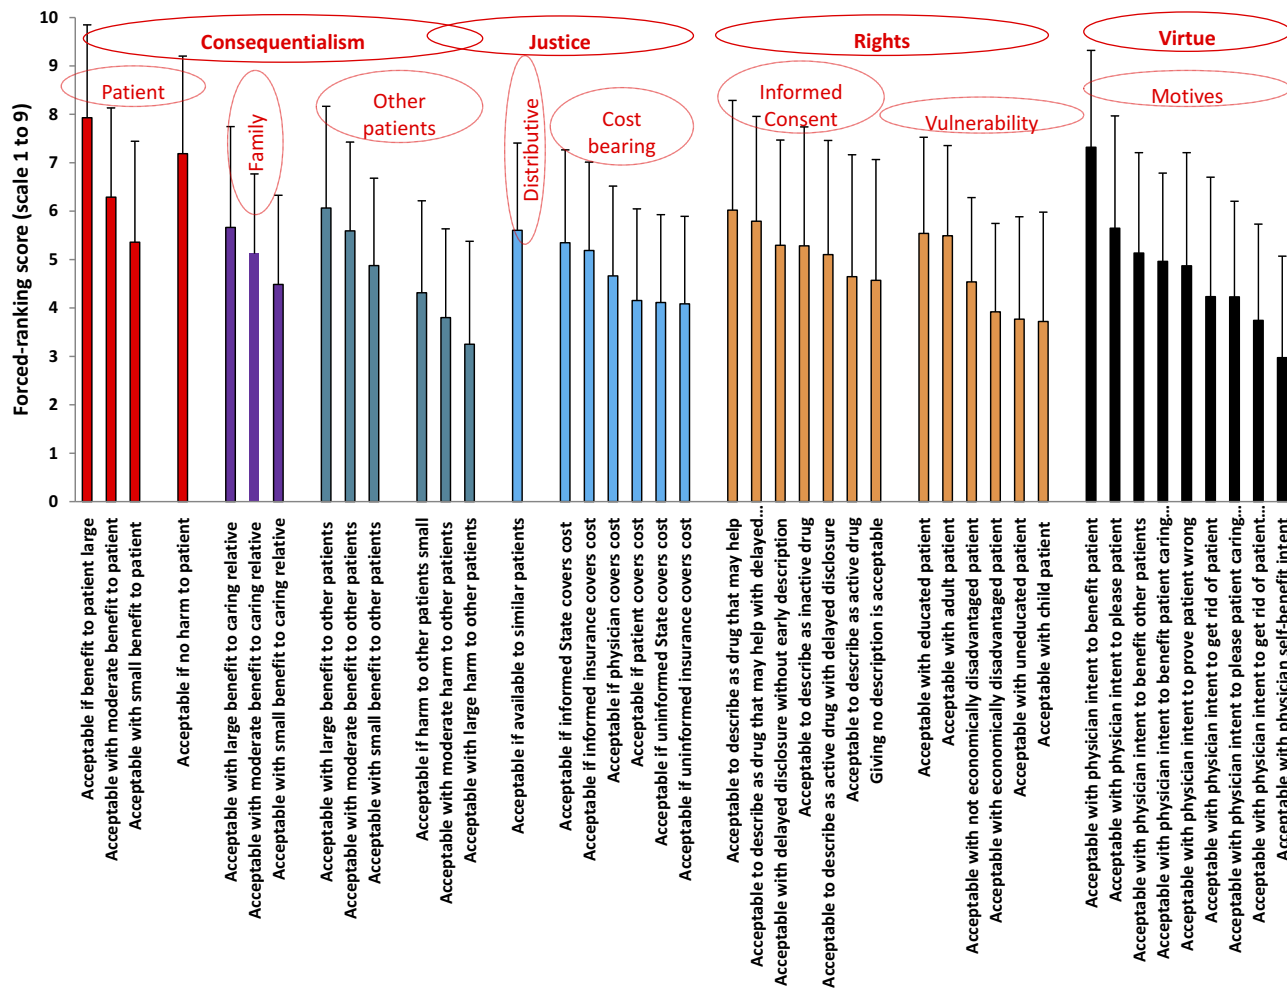 Consequentialism
Justice
Rights
Virtue
Patient
Family
Other
patients
Distributive
Cost
bearing
Informed
Consent
Vulnerability
Motives
Forced-ranking score (scale 1 to 9)
10
9
8
7
6
5
4
3
2
1
0
Acceptable if benefit to patient large
Acceptable with moderate benefit to patient
Acceptable with small benefit to patient
Acceptable if no harm to patient
Acceptable with large benefit to caring relative
Acceptable with moderate benefit to caring relative
Acceptable with small benefit to caring relative
Acceptable with large benefit to other patients
Acceptable with moderate benefit to other patients
Acceptable with small benefit to other patients
Acceptable if harm to other patients small
Acceptable with moderate harm to other patients
Acceptable with large harm to other patients
Acceptable if available to similar patients
Acceptable if informed State covers cost
Acceptable if informed insurance covers cost
Acceptable if physician covers cost
Acceptable if patient covers cost
Acceptable if uninformed State covers cost
Acceptable if uninformed insurance covers cost
Acceptable to describe as drug that may help
Acceptable to describe as drug that may help with delayed...
Acceptable with delayed disclosure without early description
Acceptable to describe as inactive drug
Acceptable to describe as active drug with delayed disclosure
Acceptable to describe as active drug
Giving no description is acceptable
Acceptable with educated patient
Acceptable with adult patient
Acceptable with not economically disadvantaged patient
Acceptable with economically disadvantaged patient
Acceptable with uneducated patient
Acceptable with child patient
Acceptable with physician intent to benefit patient
Acceptable with physician intent to please patient
Acceptable with physician intent to benefit other patients
Acceptable with physician intent to benefit patient caring...
Acceptable with physician intent to prove patient wrong
Acceptable with physician intent to get rid of patient
Acceptable with physician intent to please patient caring...
Acceptable with physician intent to get rid of patient...
Acceptable with physician self-benefit intent